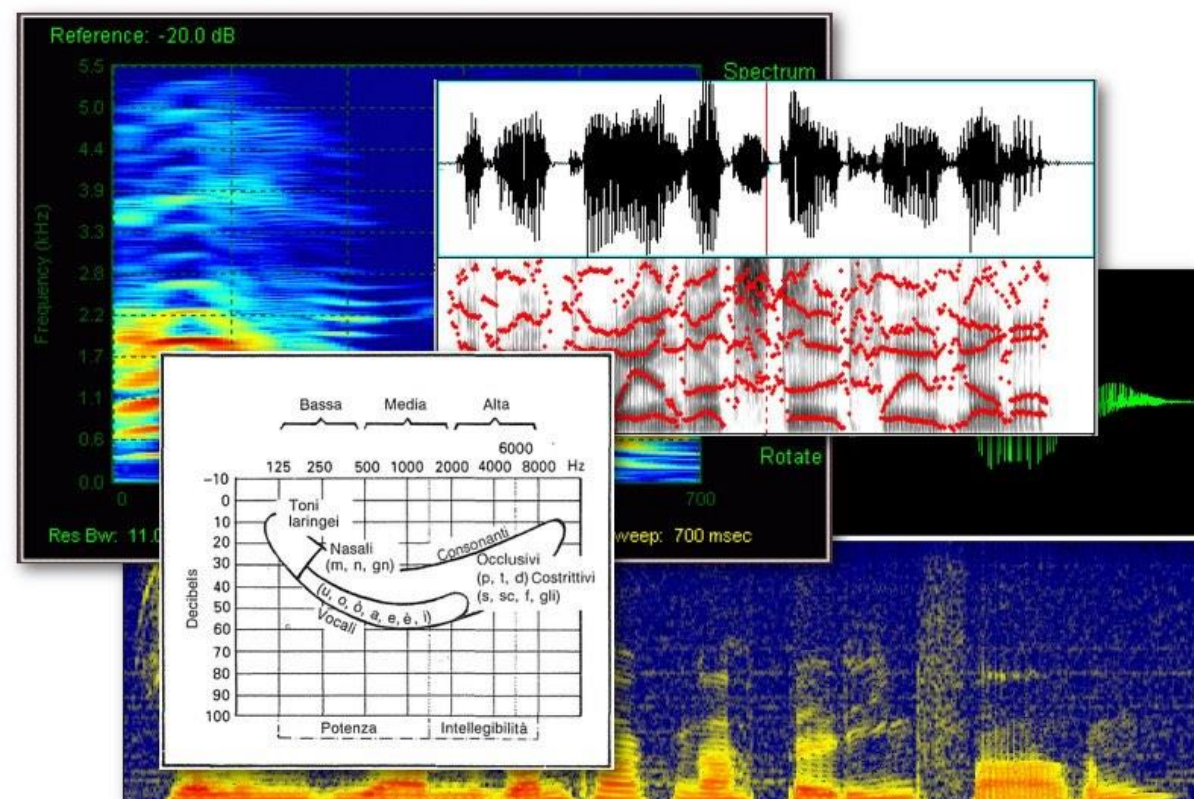 Reference: -20.0 dB
Spectrum
5.5
5.0
4.4
3.9
3.3
2.8
2.2
1.7
1.1
0.6
0.0
Frequency (kHz)
0
700
Rotate
Res Bw: 11.0
weep: 700 msec
Bassa Media Alta
6000
125 250 500 1000 2000 4000 8000 Hz
-10
0
10
20
30
40
50
60
70
80
90
100
Decibels
Toni
laringei
Nasali
(m, n, gn)
Consonanti
Occlusivi
(p, t, d) Costrittivi
(s, sc, f, gli)
(u, o, ò, a, e, è, i)
Vocali
Potenza Intellegibilità